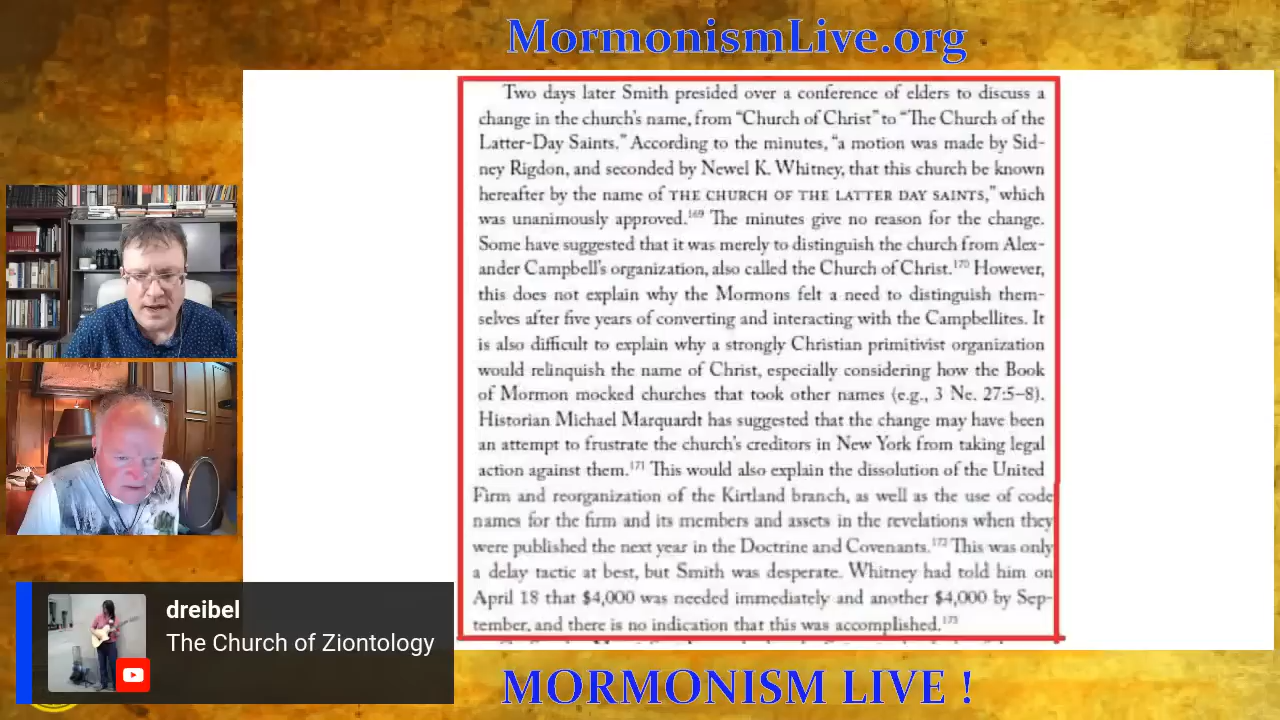 MormonismLive.org
Two days later Smith presided over a conference of elders to discuss a
change in the church's name, from “Church of Christ” to “The Church of the
Latter-Day Saints.” According to the minutes, “a motion was made by Sid-
ney Rigdon, and seconded by Newel K. Whitney, that this church be known
hereafter by the name of THE CHURCH OF THE LATTER DAY SAINTS,” which
was unanimously approved.169 The minutes give no reason for the change.
Some have suggested that it was merely to distinguish the church from Alex-
ander Campbell's organization, also called the Church of Christ.170 However,
this does not explain why the Mormons felt a need to distinguish them-
selves after five years of converting and interacting with the Campbellites. It
is also difficult to explain why a strongly Christian primitivist organization
would relinquish the name of Christ, especially considering how the Book
of Mormon mocked churches that took other names (e.g., 3 Ne. 27:5–8).
Historian Michael Marquardt has suggested that the change may have been
an attempt to frustrate the church's creditors in New York from taking legal
action against them.171 This would also explain the dissolution of the United
Firm and reorganization of the Kirtland branch, as well as the use of code
names for the firm and its members and assets in the revelations when they
were published the next year in the Doctrine and Covenants.172 This was only
a delay tactic at best, but Smith was desperate. Whitney had told him on
April 18 that $4,000 was needed immediately and another $4,000 by Sep-
tember, and there is no indication that this was accomplished.173
dreibel
The Church of Ziontology
MORMONISM LIVE !